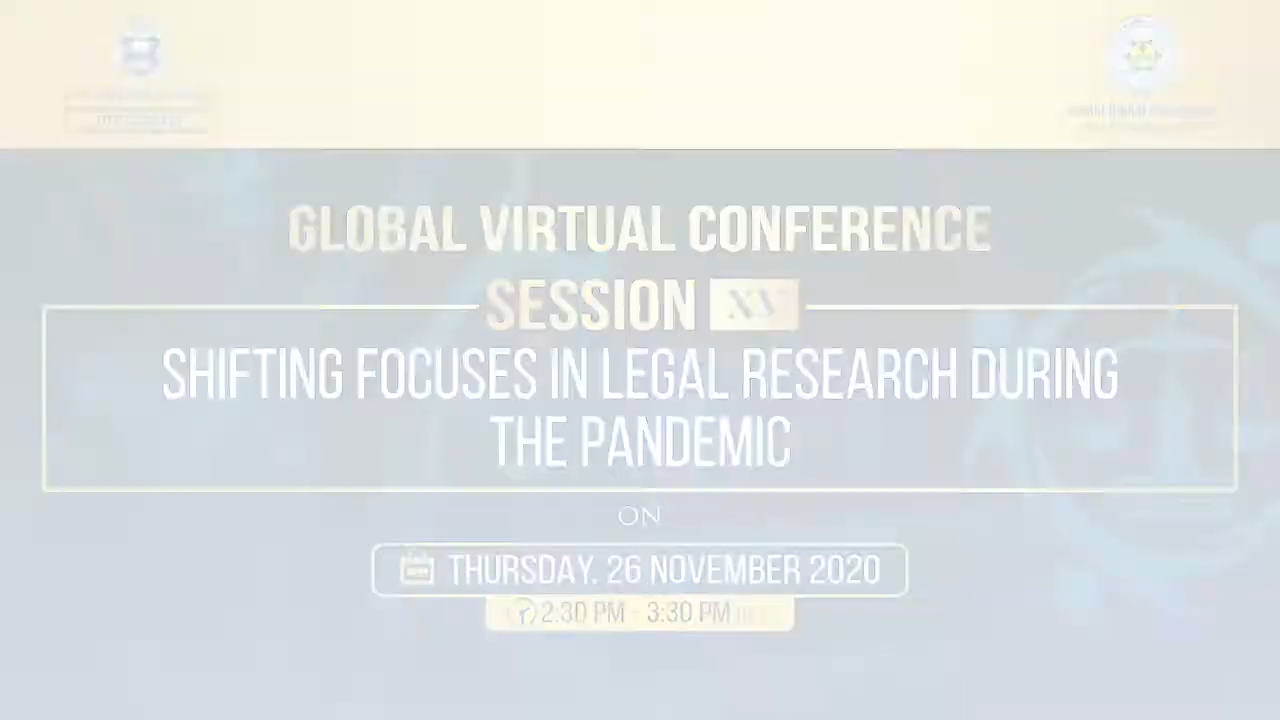 GLOBAL VIRTUAL CONFERENCE
SESSION XV
SHIFTING FOCUSES IN LEGAL RESEARCH DURING
THE PANDEMIC
ON
THURSDAY, 26 NOVEMBER 2020
2:30 PM - 3:30 PM